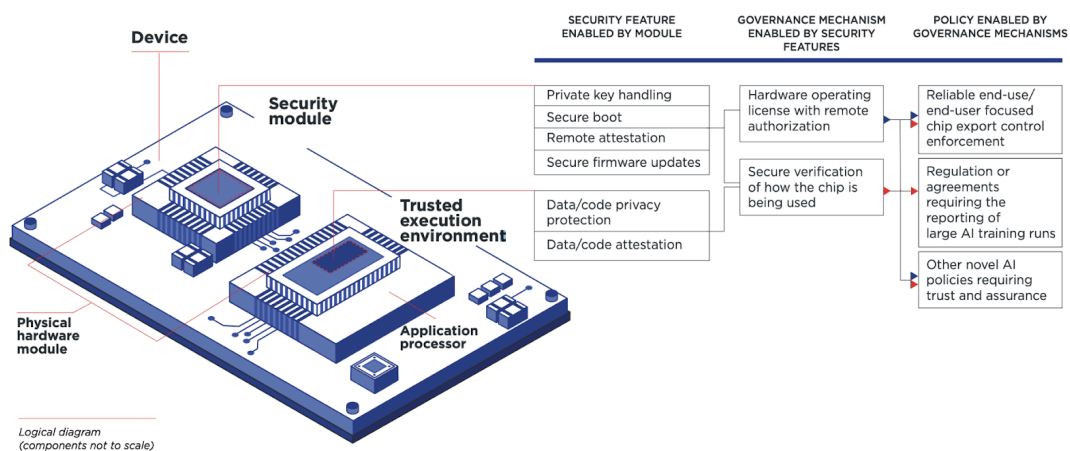 Device
Security
module
Trusted
execution
environment
Physical
hardware
module
Application
processor
Logical diagram
(components not to scale)
SECURITY FEATURE
ENABLED BY MODULE
Private key handling
Secure boot
Remote attestation
Secure firmware updates
Data/code privacy
protection
Data/code attestation
GOVERNANCE MECHANISM
ENABLED BY SECURITY
FEATURES
Hardware operating
license with remote
authorization
Secure verification
of how the chip is
being used
POLICY ENABLED BY
GOVERNANCE MECHANISMS
Reliable end-use/
end-user focused
chip export control
enforcement
Regulation or
agreements
requiring the
reporting of
large AI training runs
Other novel AI
policies requiring
trust and assurance